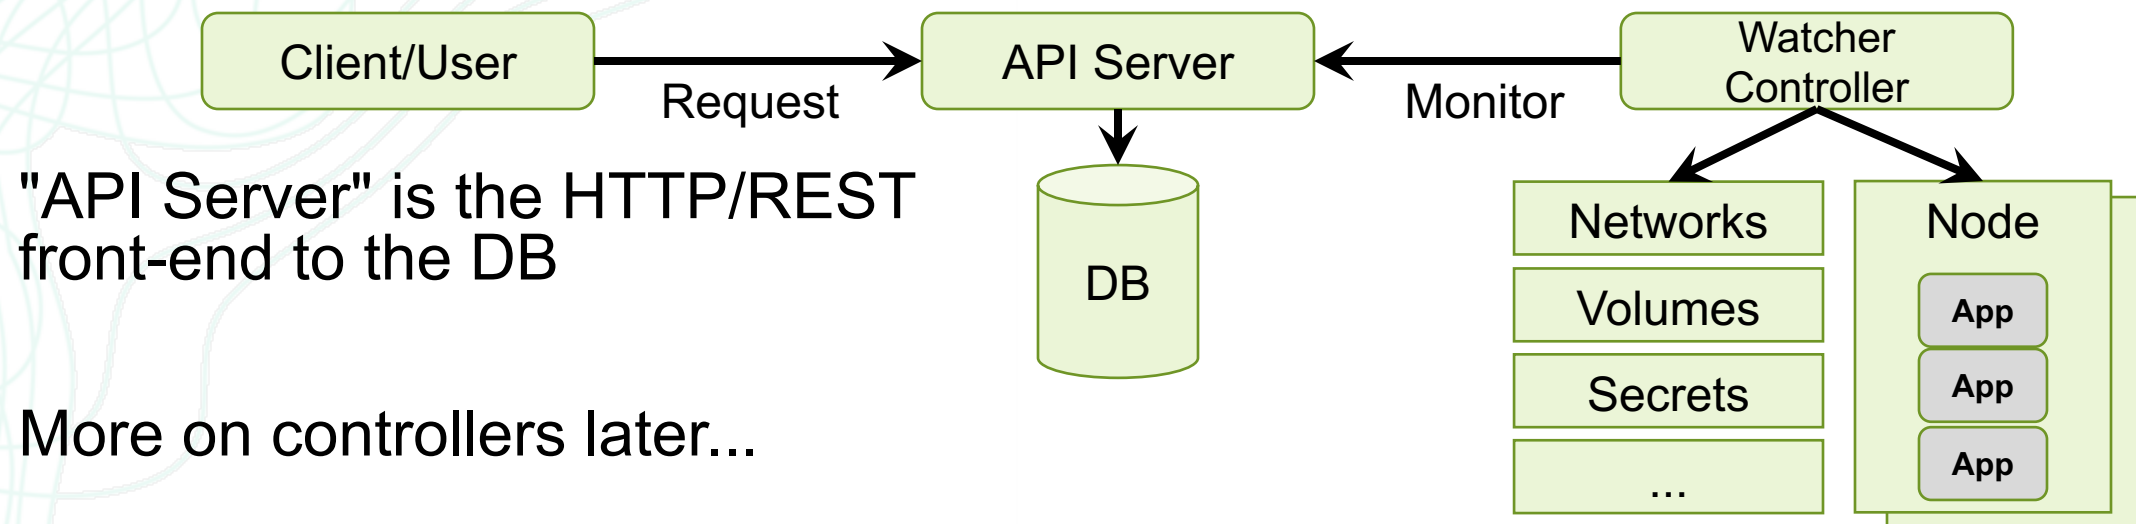 Client/User
Request
API Server
Monitor
Watcher
Controller
"API Server" is the HTTP/REST
front-end to the DB
DB
More on controllers later...
Networks
Volumes
Secrets
...
Node
App
App
App